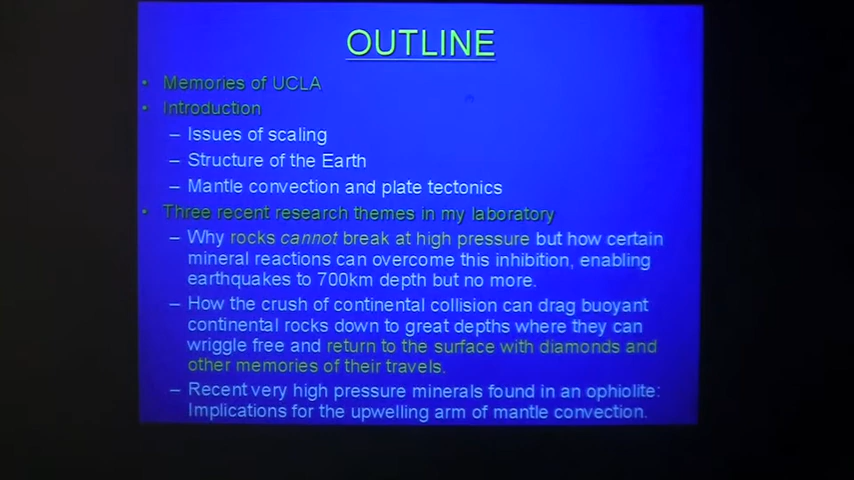 OUTLINE
• Memories of UCLA
• Introduction
– Issues of scaling
– Structure of the Earth
– Mantle convection and plate tectonics
• Three recent research themes in my laboratory
– Why rocks cannot break at high pressure but how certain
mineral reactions can overcome this inhibition, enabling
earthquakes to 700km depth but no more.
– How the crush of continental collision can drag buoyant
continental rocks down to great depths where they can
wriggle free and return to the surface with diamonds and
other memories of their travels.
– Recent very high pressure minerals found in an ophiolite:
Implications for the upwelling arm of mantle convection.